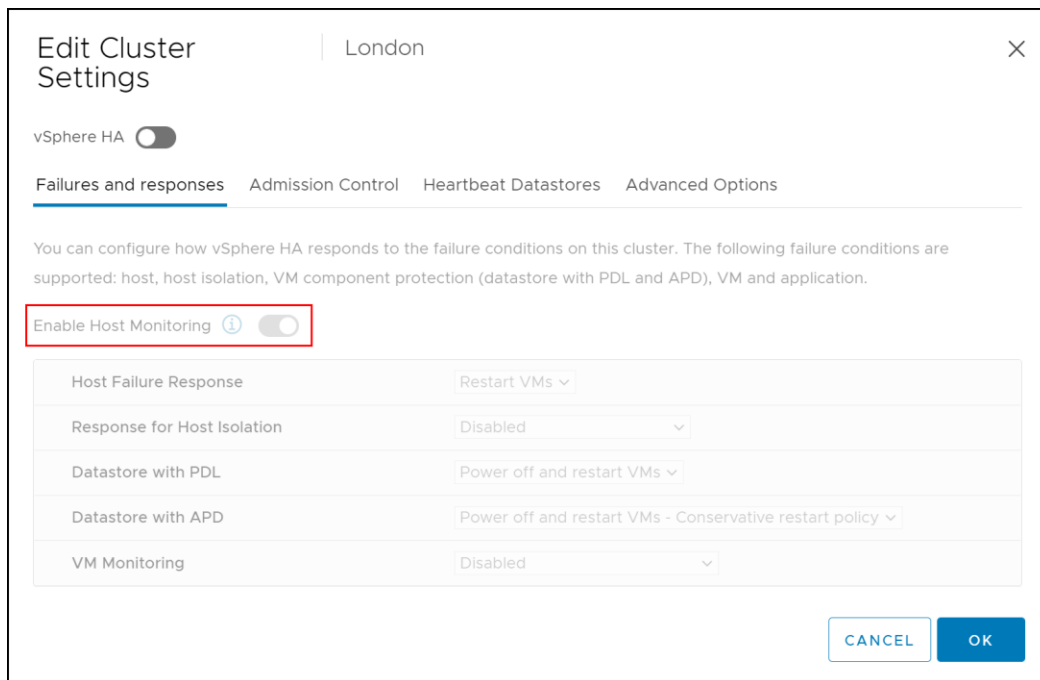 Edit Cluster
Settings
London
vSphere HA
Failures and responses Admission Control Heartbeat Datastores Advanced Options
You can configure how vSphere HA responds to the failure conditions on this cluster. The following failure conditions are
supported: host, host isolation, VM component protection (datastore with PDL and APD), VM and application.
Enable Host Monitoring
Host Failure Response Restart VMs
Response for Host Isolation Disabled
Datastore with PDL Power off and restart VMs
Datastore with APD Power off and restart VMs - Conservative restart policy
VM Monitoring Disabled
CANCEL OK